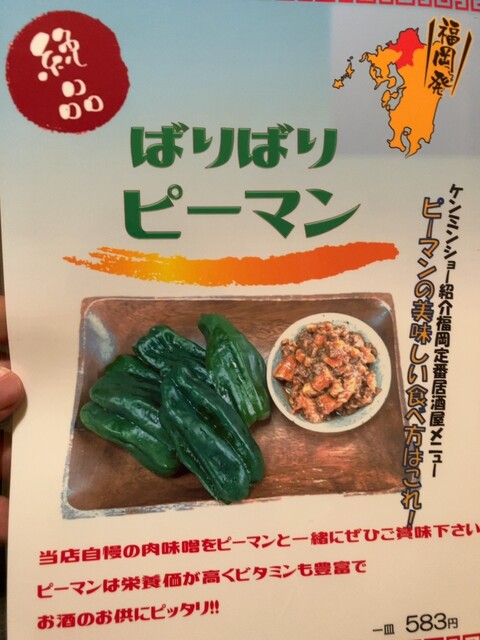 絶品
福岡発
ばりばり
ピーマン
ケンミンショー紹介福岡定番居酒屋メニュー
ピーマンの美味しい食べ方はこれ!
当店自慢の肉味噌をピーマンと一緒にぜひご賞味下さい
ピーマンは栄養価が高くビタミンも豊富で
お酒のお供にピッタリ!!
一皿 583円